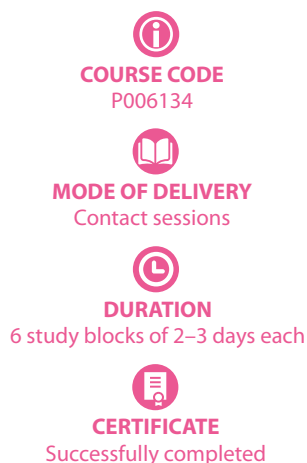 COURSE CODE
P006134
MODE OF DELIVERY
Contact sessions
DURATION
6 study blocks of 2–3 days each
CERTIFICATE
Successfully completed